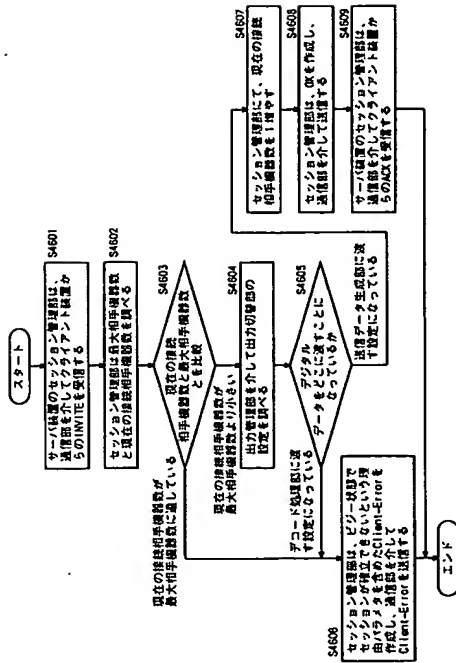 スタート
S4601
サーバ装置のセッション管理部は、
通信部を介してクライアント装置か
らのINVITEを受信する
S4602
セッション管理部は最大相手機器数
と現在の接続相手機器数を調べる
S4603
現在の接続
相手機器数と最大相手機器数
とを比較
現在の接続相手機器数が
最大相手機器数に達している
現在の接続相手機器数が
最大相手機器数より小さい
S4604
出力管理部を介して出力切替部の
設定を調べる
S4605
デジタル
データをどこに渡すことに
なっているか
デコード処理部に渡
す設定になっている
送信データ生成部に渡
す設定になっている
S4606
セッション管理部は、ビジー状態で
セッションが確立できないという理
由パラメタを含めたClient-Errorを
作成し、通信部を介して
Client-Errorを送信する
S4607
セッション管理部にて、現在の接続
相手機器数を1増やす
S4608
セッション管理部は、OKを作成し、
通信部を介して送信する
S4609
サーバ装置のセッション管理部は、
通信部を介してクライアント装置か
らのACKを受信する
エンド